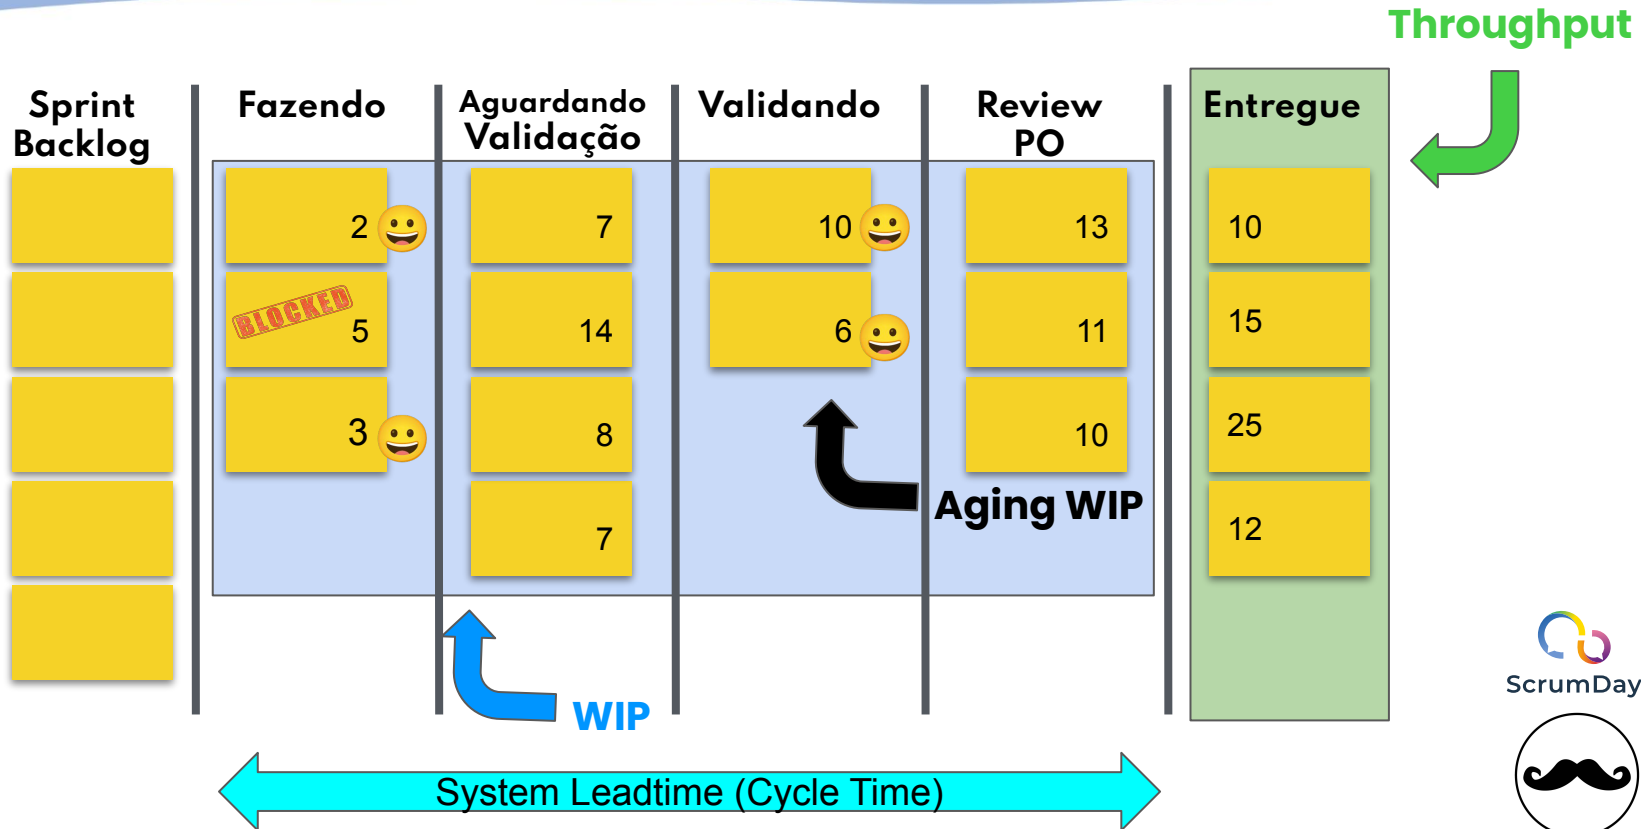 Throughput
Sprint
Backlog
Fazendo
Aguardando
Validação
Validando
Review
PO
Entregue
2
7
10
13
10
BLOCKED
5
14
6
11
15
3
8
10
25
7
Aging WIP
12
WIP
System Leadtime (Cycle Time)
ScrumDay